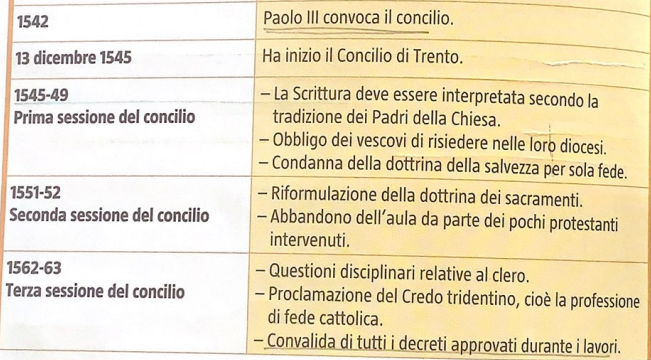 1542
Paolo III convoca il concilio.
13 dicembre 1545
Ha inizio il Concilio di Trento.
1545-49
Prima sessione del concilio
– La Scrittura deve essere interpretata secondo la
tradizione dei Padri della Chiesa.
– Obbligo dei vescovi di risiedere nelle loro diocesi.
– Condanna della dottrina della salvezza per sola fede.
1551-52
Seconda sessione del concilio
– Riformulazione della dottrina dei sacramenti.
– Abbandono dell'aula da parte dei pochi protestanti
intervenuti.
1562-63
Terza sessione del concilio
– Questioni disciplinari relative al clero.
– Proclamazione del Credo tridentino, cioè la professione
di fede cattolica.
– Convalida di tutti i decreti approvati durante i lavori.